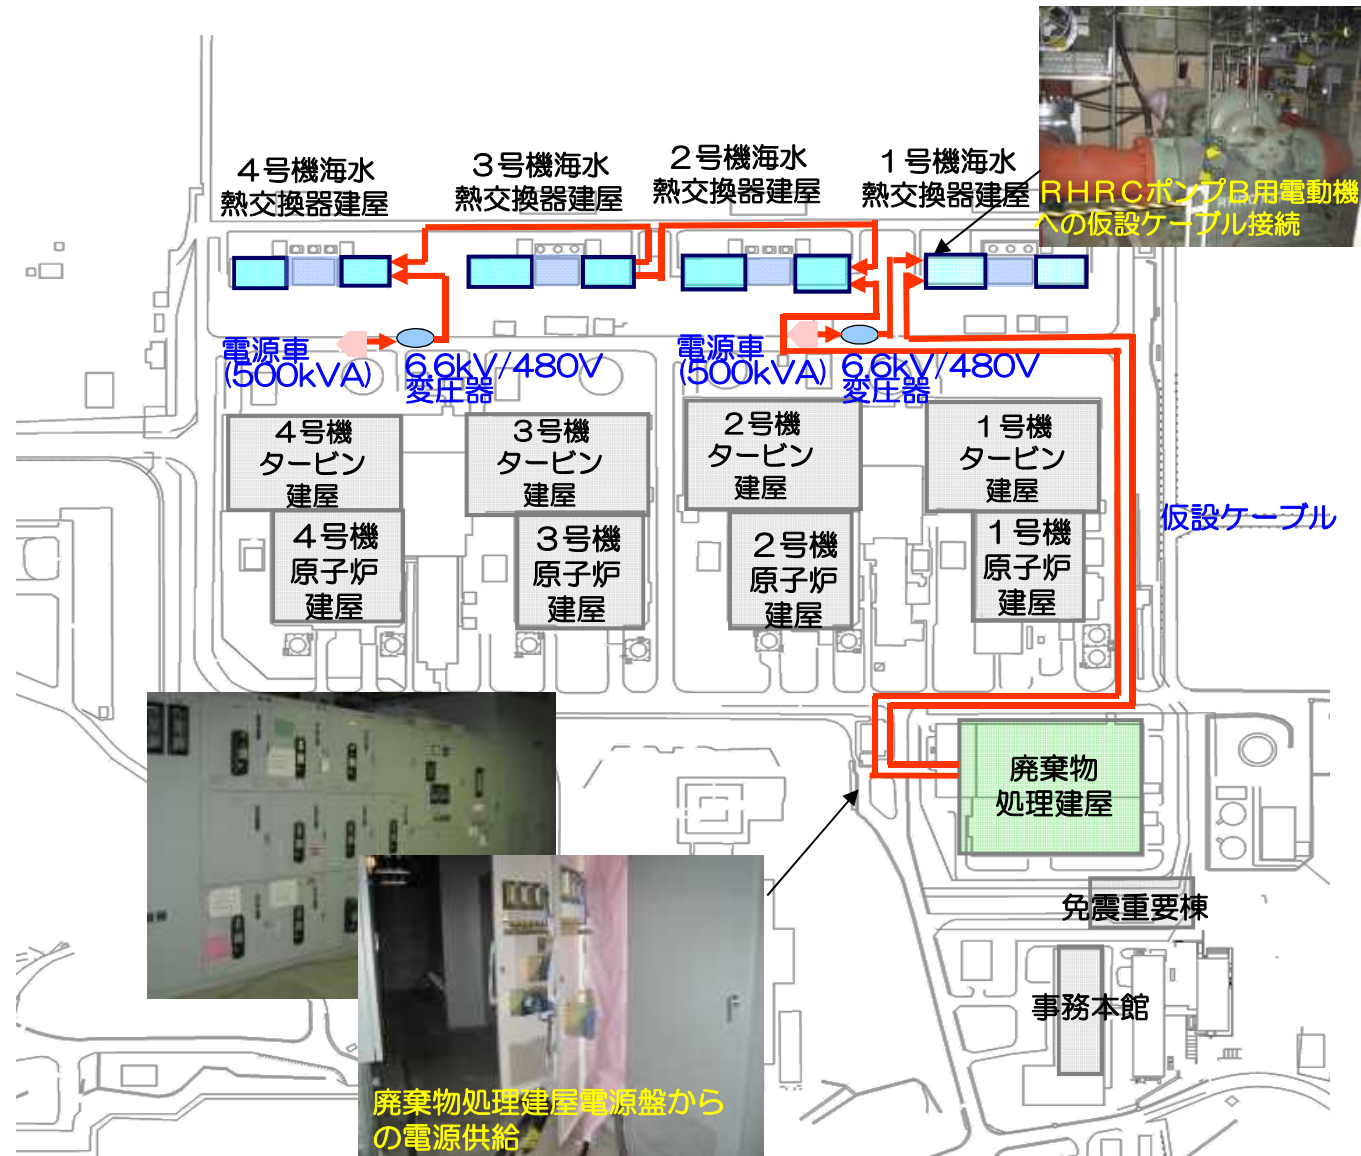 4号機海水
熱交換器建屋
3号機海水
熱交換器建屋
2号機海水
熱交換器建屋
1号機海水
熱交換器建屋
RHRCポンプB用電動機
への仮設ケーブル接続
電源車
(500kVA)
6.6kV/480V
変圧器
電源車
(500kVA)
6.6kV/480V
変圧器
4号機
タービン
建屋
3号機
タービン
建屋
2号機
タービン
建屋
1号機
タービン
建屋
4号機
原子炉
建屋
3号機
原子炉
建屋
2号機
原子炉
建屋
1号機
原子炉
建屋
仮設ケーブル
廃棄物
処理建屋
免震重要棟
事務本館
廃棄物処理建屋電源盤から
の電源供給